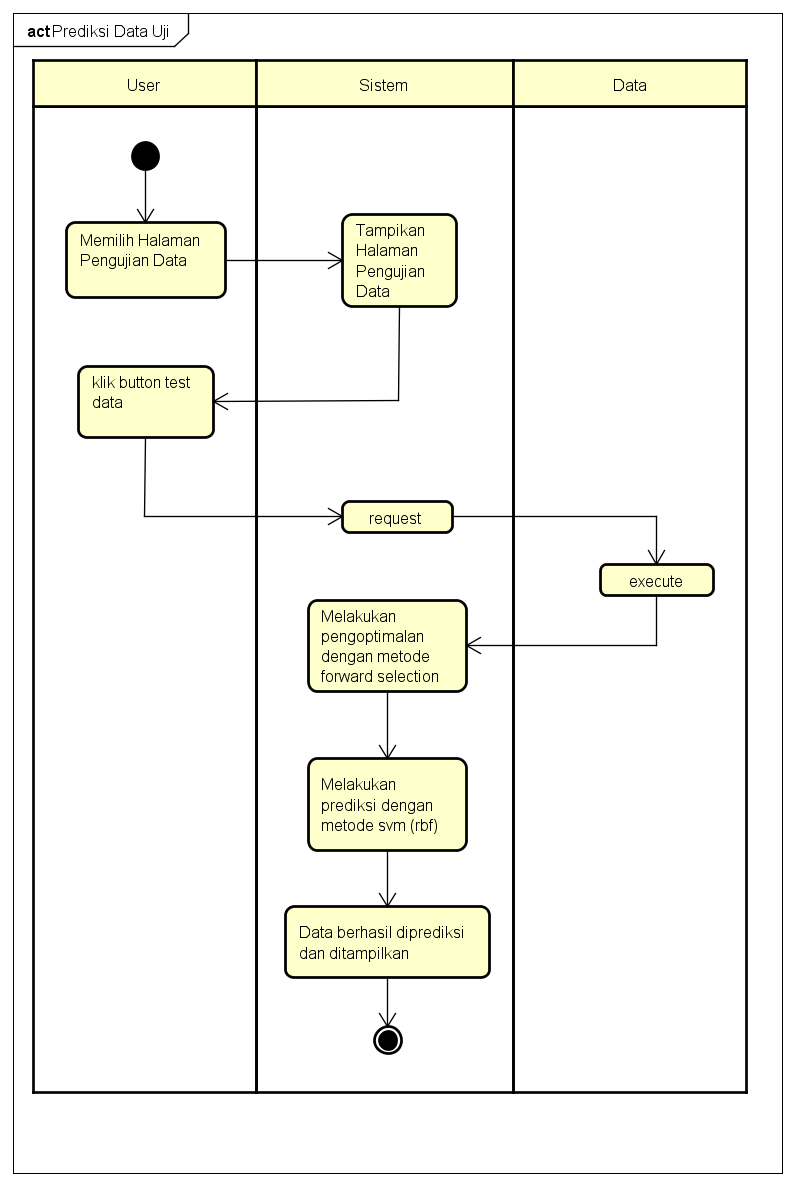 act Prediksi Data Uji
User
Sistem
Data
Memilih Halaman
Pengujian Data
Tampikan
Halaman
Pengujian
Data
klik button test
data
request
execute
Melakukan
pengoptimalan
dengan metode
forward selection
Melakukan
prediksi dengan
metode svm (rbf)
Data berhasil diprediksi
dan ditampilkan